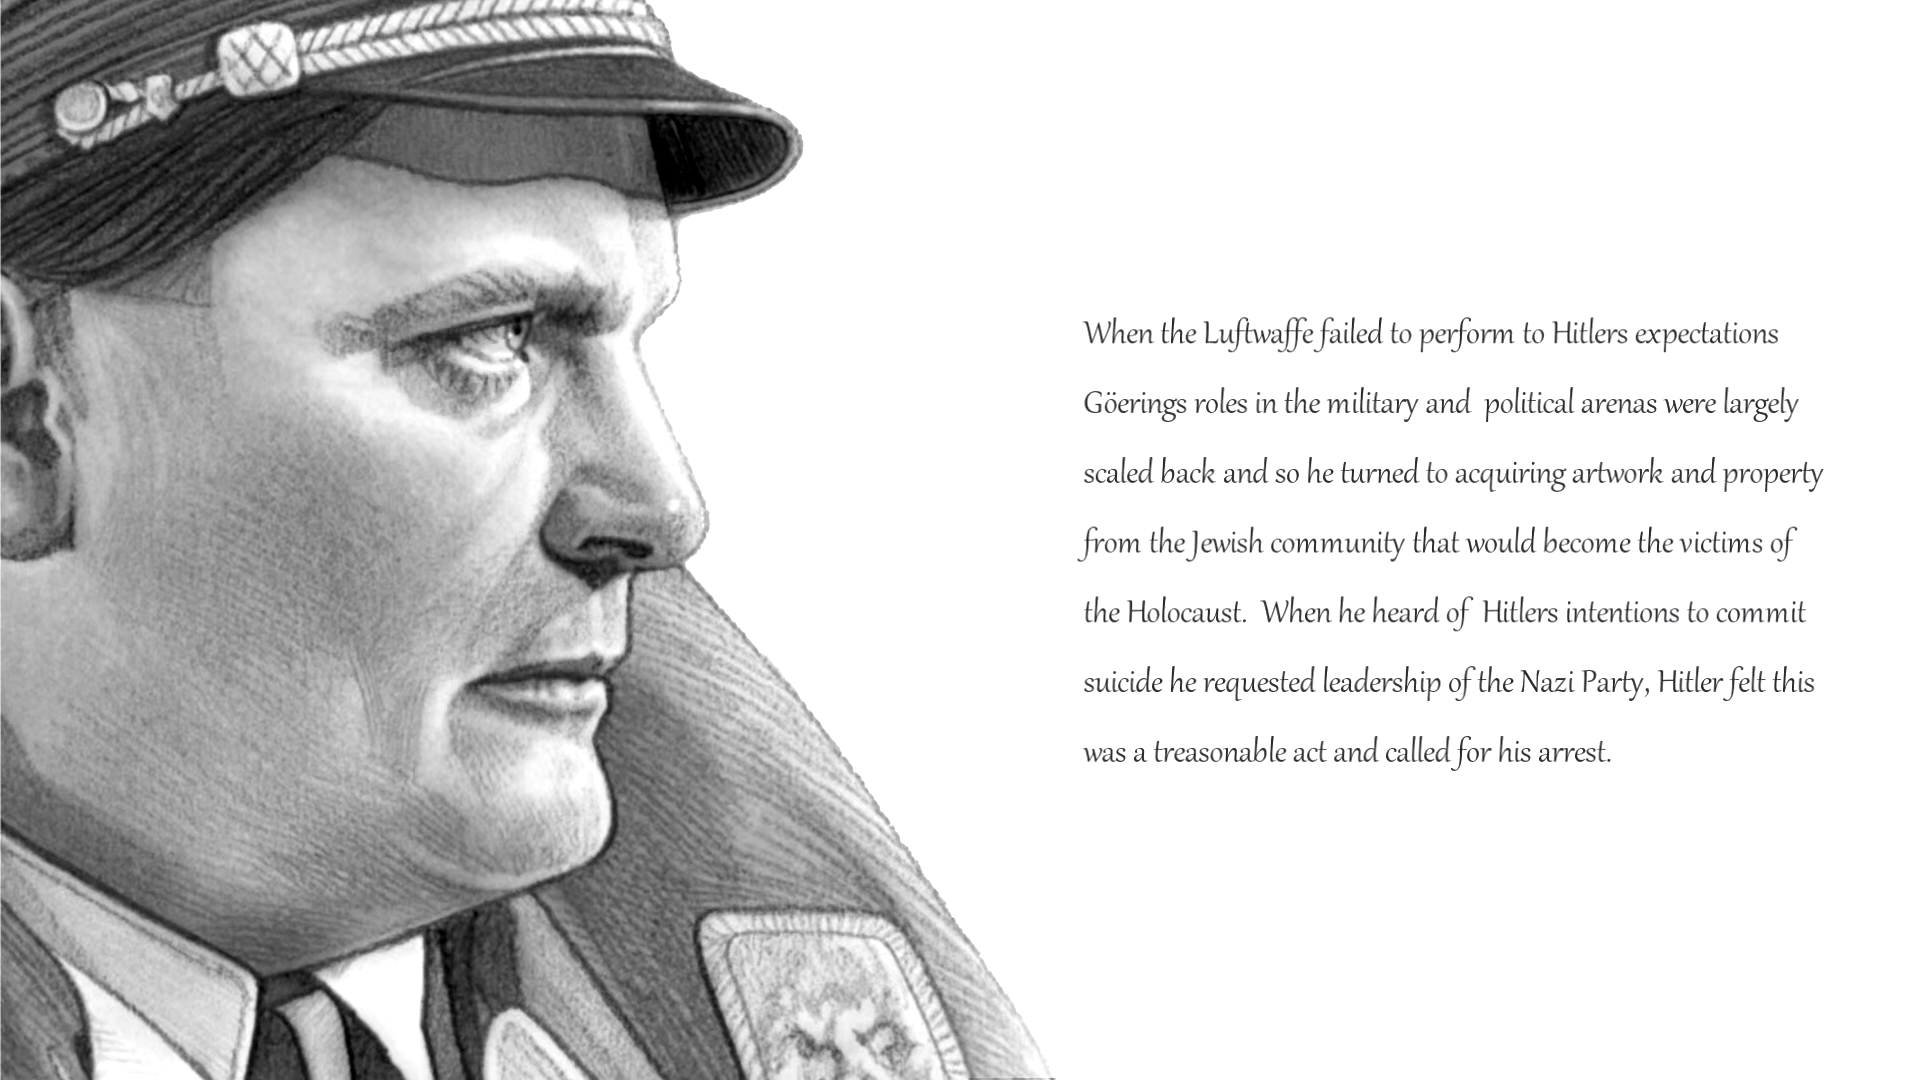 When the Luftwaffe failed to perform to Hitlers expectations
Göerings roles in the military and political arenas were largely
scaled back and so he turned to acquiring artwork and property
from the Jewish community that would become the victims of
the Holocaust. When he heard of Hitlers intentions to commit
suicide he requested leadership of the Nazi Party, Hitler felt this
was a treasonable act and called for his arrest.